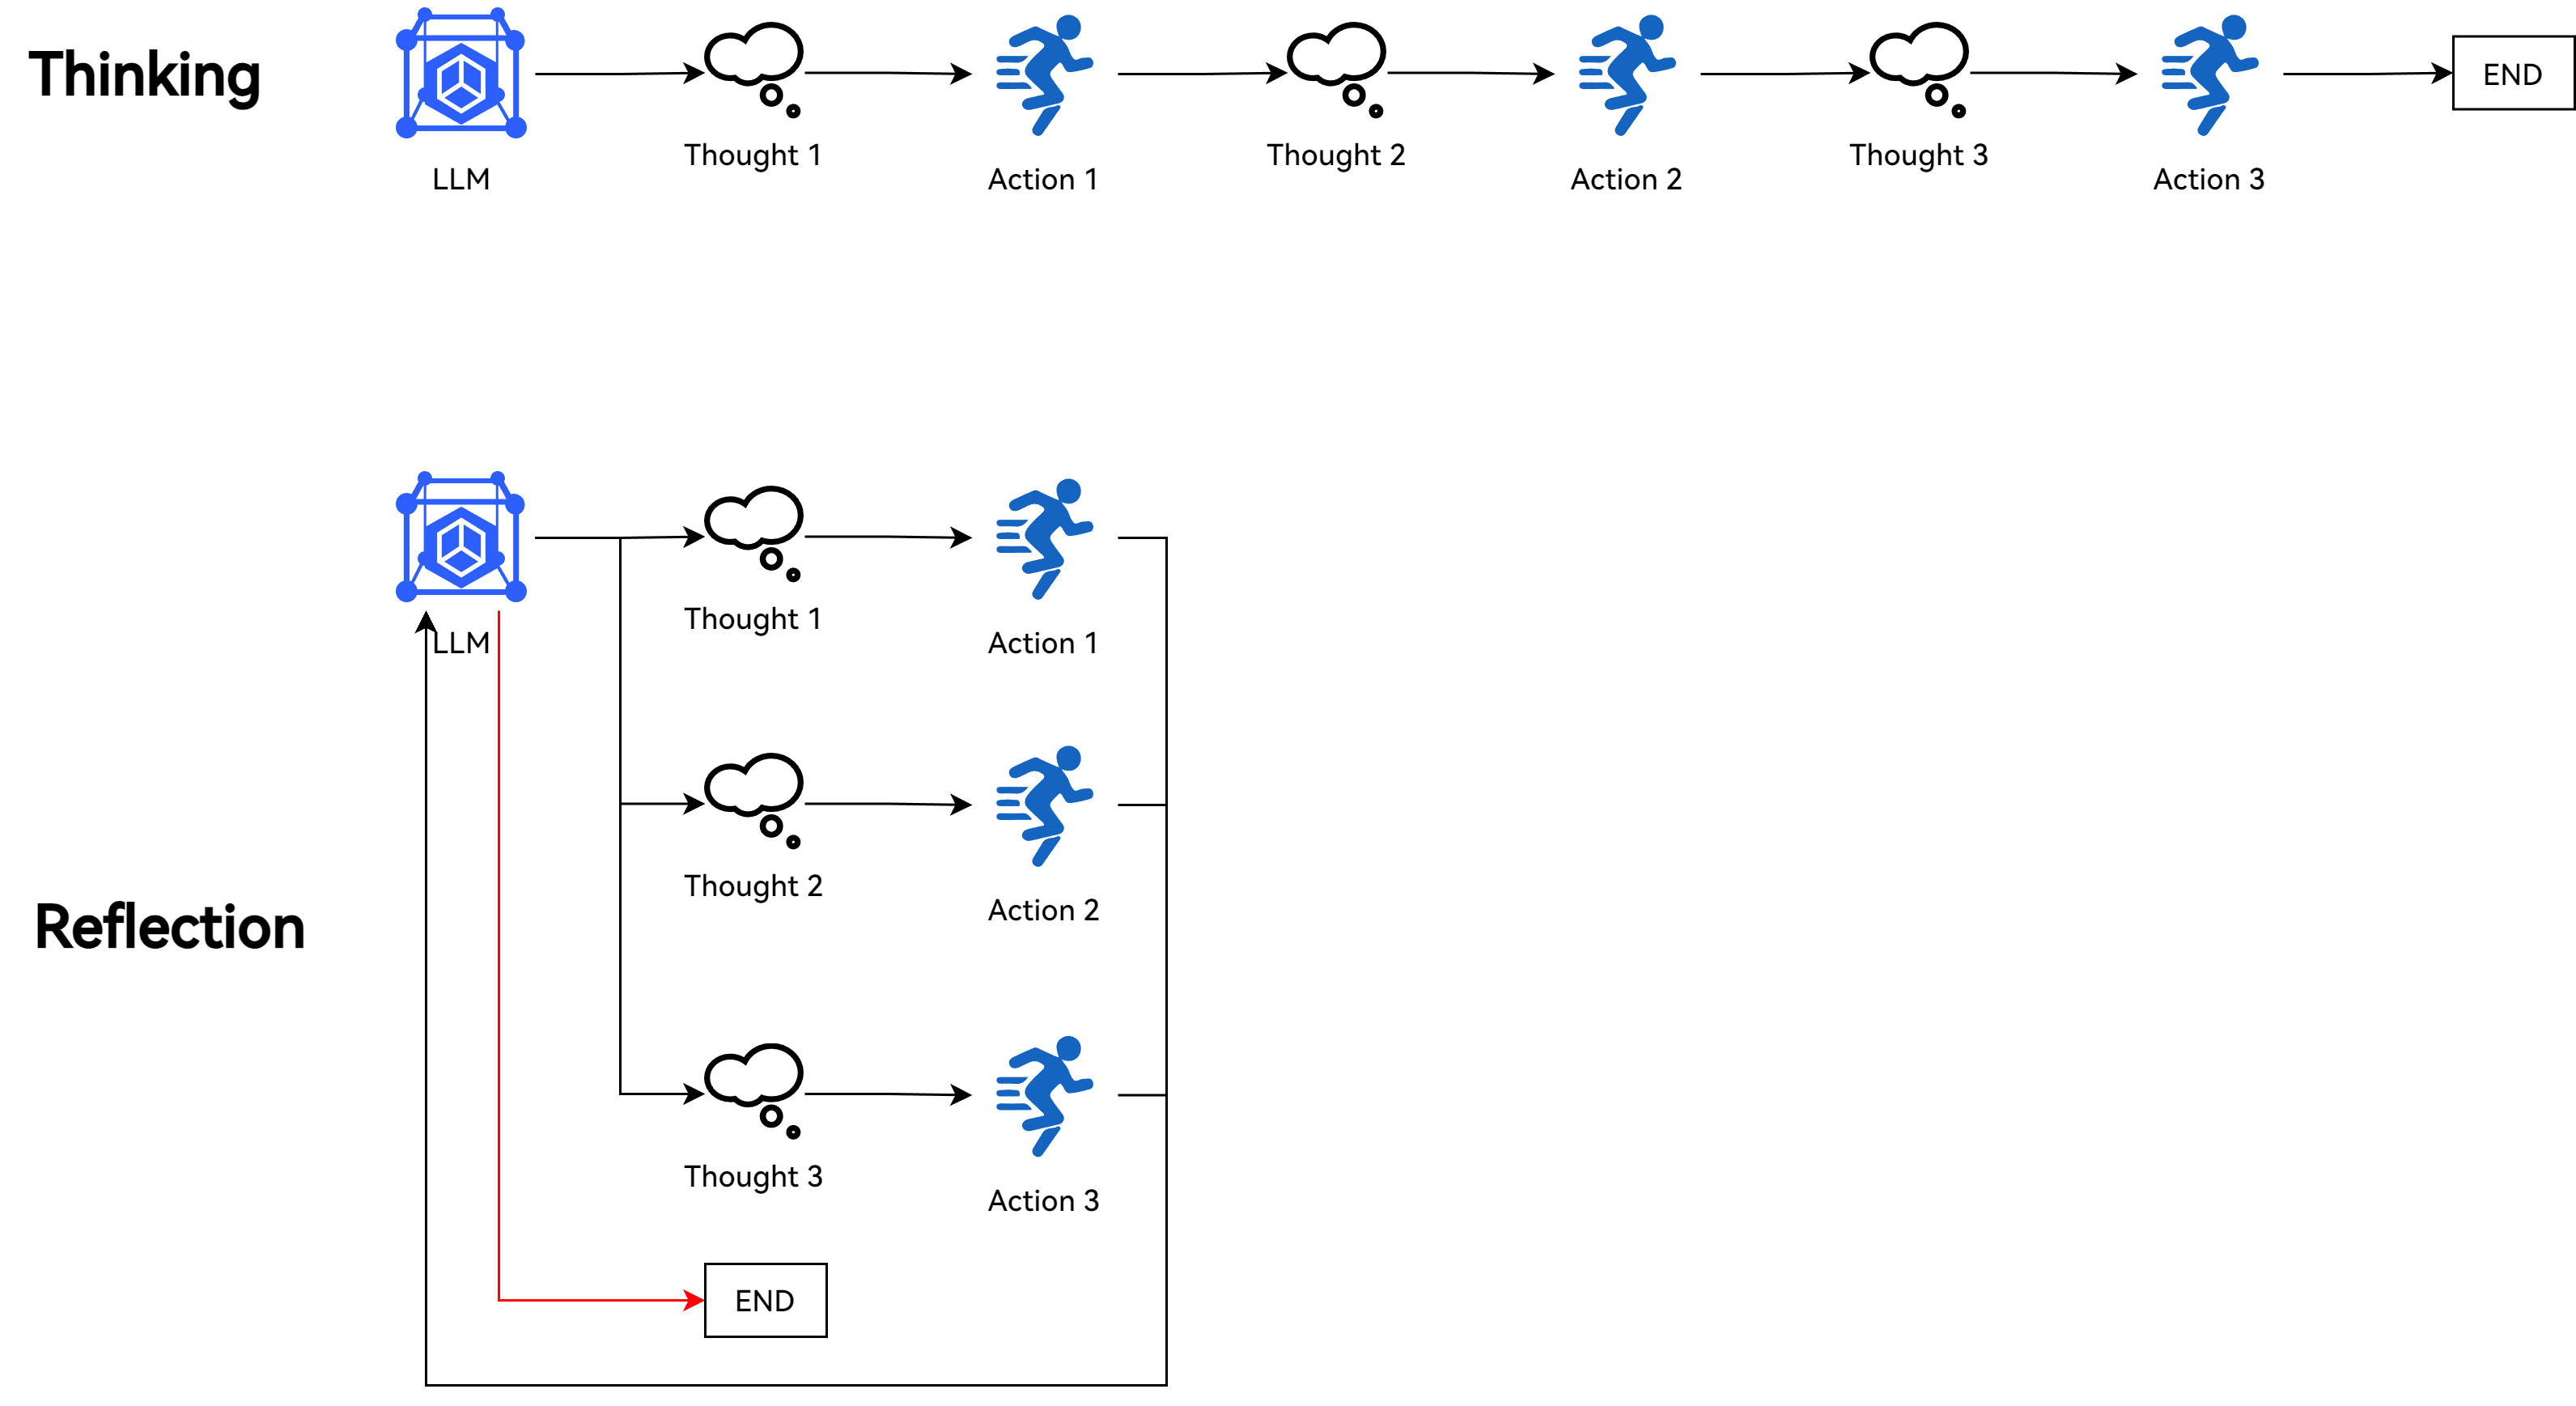 Thinking
LLM
Thought 1
Action 1
Thought 2
Action 2
Thought 3
Action 3
END
Reflection
LLM
Thought 1
Action 1
Thought 2
Action 2
Thought 3
Action 3
END